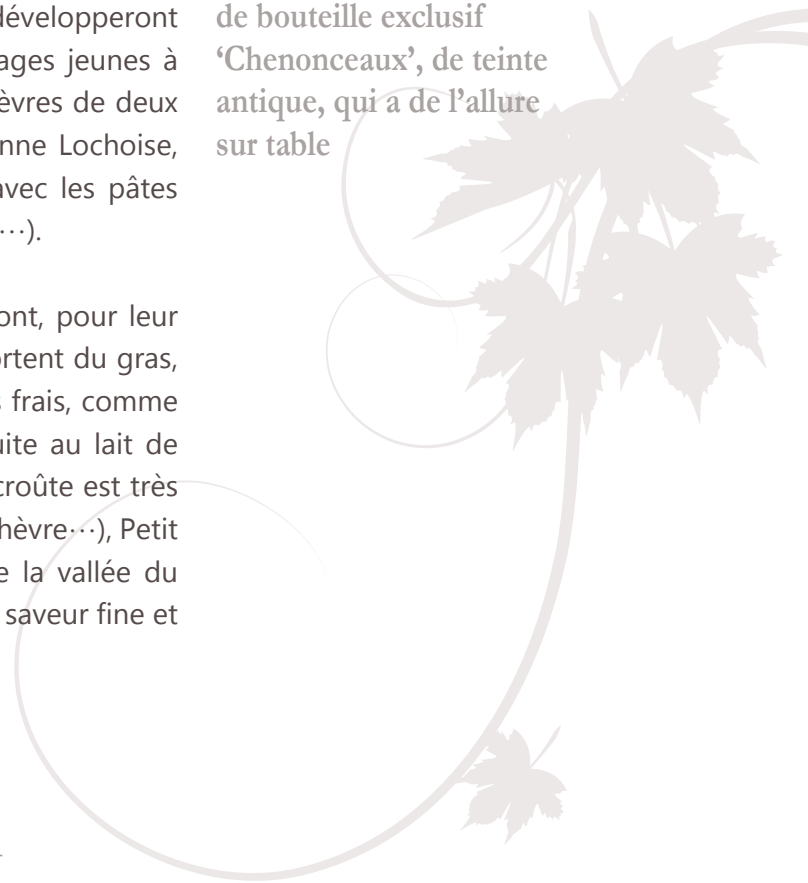 développeront
ages jeunes à
èvres de deux
nne Lochoise,
avec les pâtes
…).
ont, pour leur
rtent du gras,
s frais, comme
uite au lait de
croûte est très
hèvre…), Petit
e la vallée du
saveur fine et
de bouteille exclusif
‘Chenonceaux’, de teinte
antique, qui a de l’allure
sur table